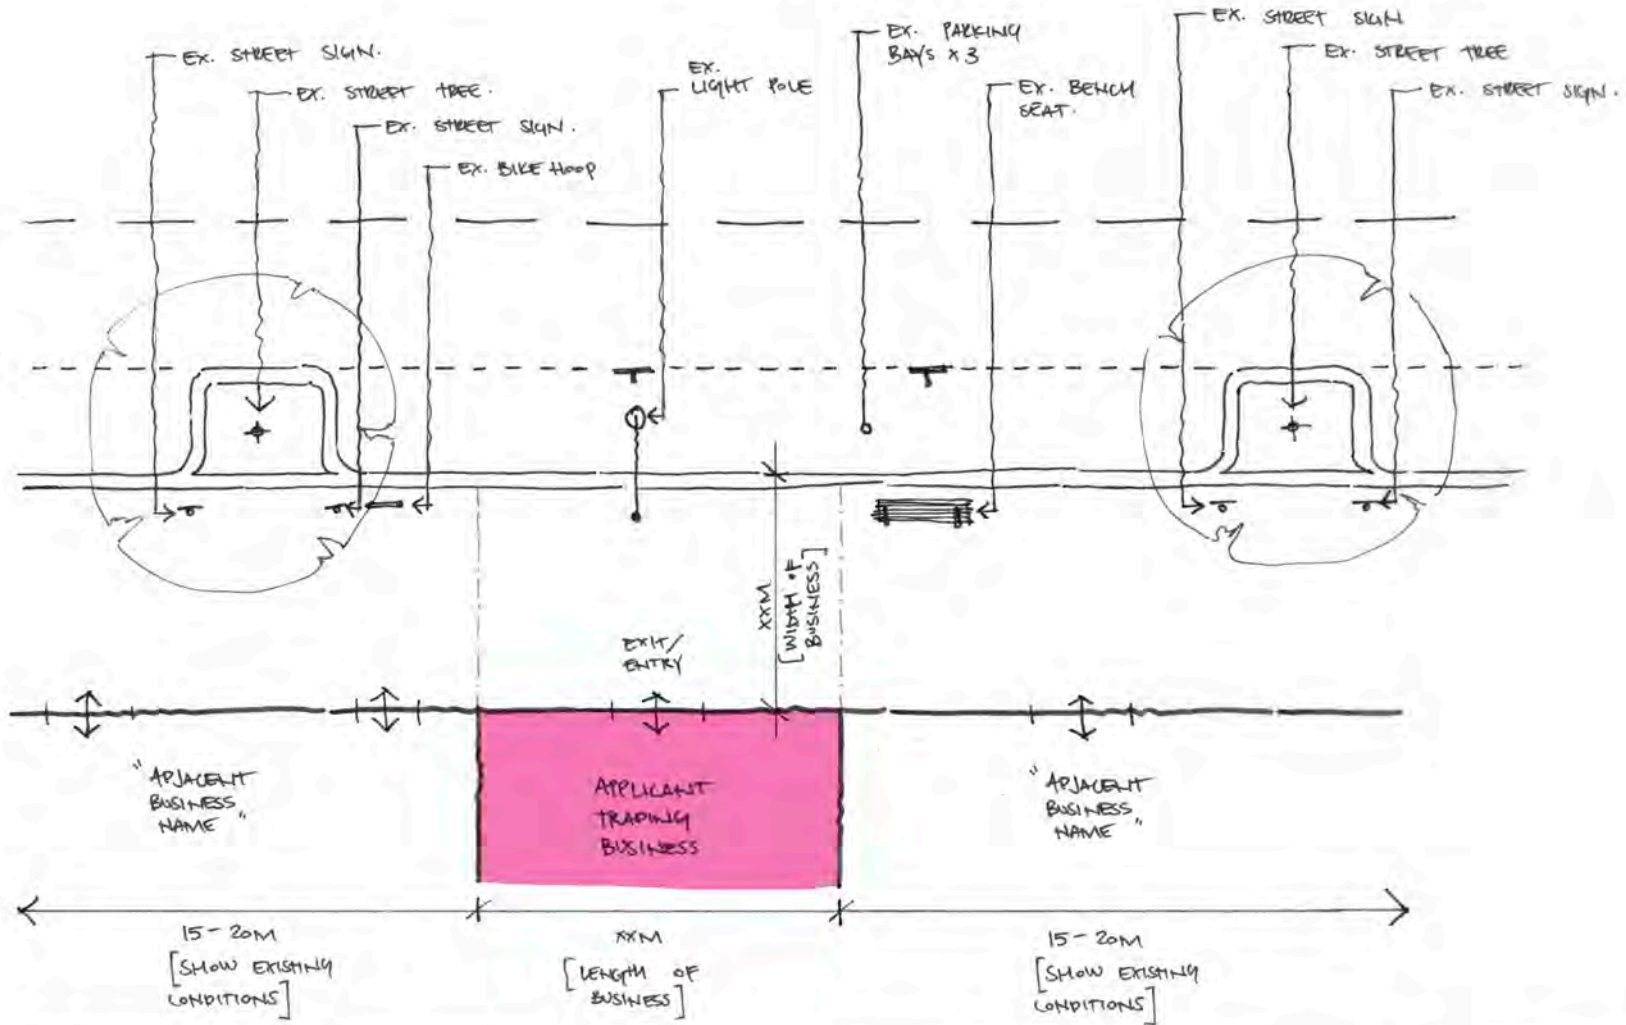 EX. STREET SIGN.
EX. STREET TREE.
EX. STREET SIGN.
EX. BIKE HOOP
EX.
LIGHT POLE
EX. PARKING
BAYS X 3
EX. BENCH
SEAT.
EX. STREET SIGN
EX. STREET TREE
EX. STREET SIGN.
XXM
[WIDTH OF
BUSINESS]
EXIT/
ENTRY
"ADJACENT
BUSINESS
NAME"
APPLICANT
TRADING
BUSINESS
"ADJACENT
BUSINESS
NAME"
15-20M
[SHOW EXISTING
CONDITIONS]
XXM
[LENGTH OF
BUSINESS]
15-20M
[SHOW EXISTING
CONDITIONS]